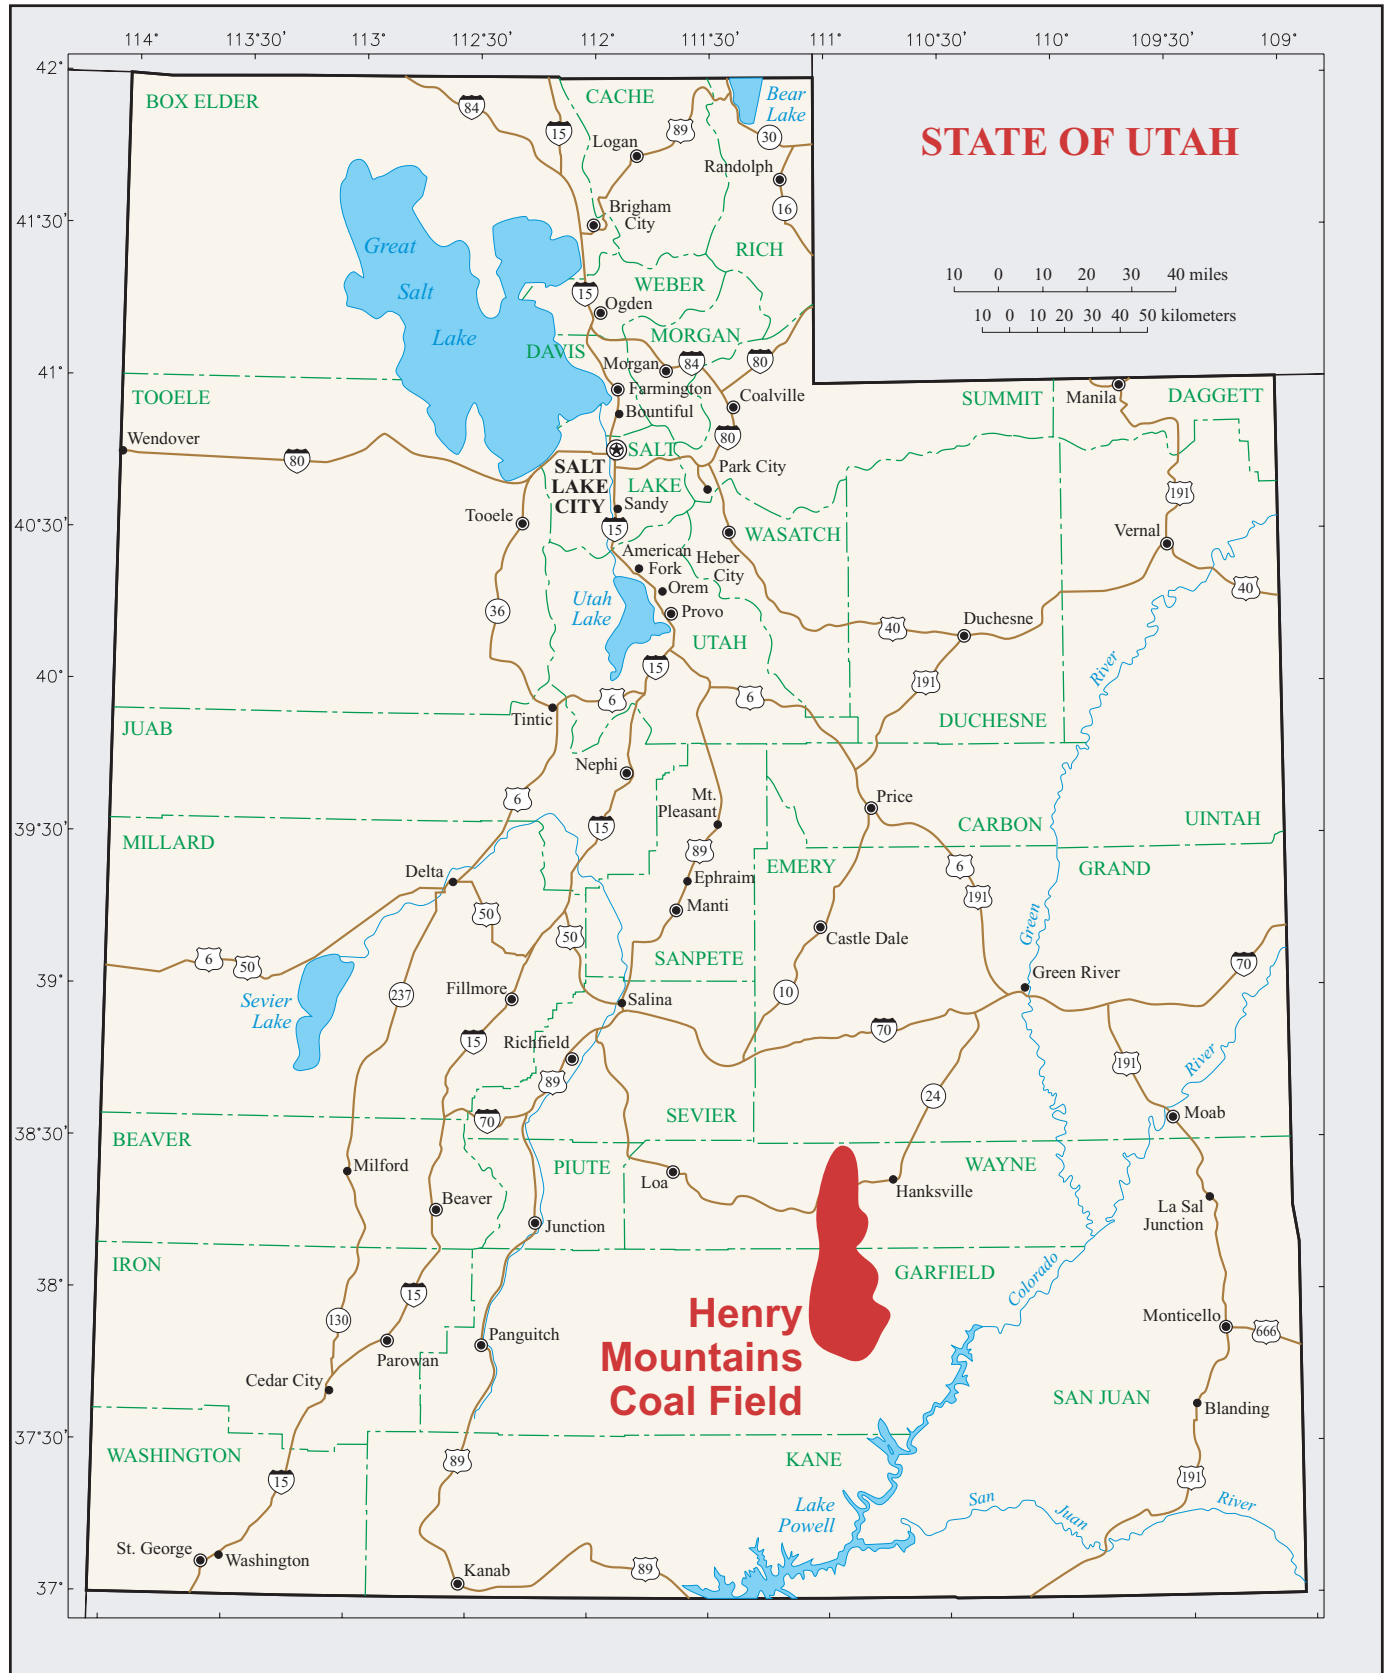 114° 113°30' 113° 112°30' 112° 111°30' 111° 110°30' 110° 109°30' 109°
42°
BOX ELDER
CACHE
Bear
Lake
84
15
89
30
STATE OF UTAH
Logan
Randolph
16
41°30'
Brigham
City
Great
RICH
Salt
WEBER
10 0 10 20 30 40 miles
15
Ogden
10 0 10 20 30 40 50 kilometers
Lake
MORGAN
DAVIS
Morgan
84
80
41°
Farmington
TOOELE
Coalville
SUMMIT
Manila
DAGGETT
Bountiful
Wendover
80
80
SALT
Park City
SALT
LAKE
CITY
LAKE
Sandy
191
40°30'
Tooele
15
WASATCH
Vernal
American
Fork
Heber
City
Orem
40
Utah
Lake
36
Provo
Duchesne
40
UTAH
River
15
191
40°
6
6
Tintic
JUAB
DUCHESNE
Nephi
6
Mt.
Pleasant
Price
39°30'
15
CARBON
UINTAH
MILLARD
89
EMERY
6
GRAND
Delta
Ephraim
191
50
Manti
Green
50
Castle Dale
6
50
SANPETE
70
39°
Green River
Sevier
Lake
237
Fillmore
Salina
10
70
15
Richfield
River
191
89
24
70
SEVIER
Moab
38°30'
BEAVER
Milford
PIUTE
Loa
WAYNE
Hanksville
Beaver
La Sal
Junction
Junction
IRON
GARFIELD
38°
Colorado
15
130
Henry
Mountains
Coal Field
Monticello
666
Panguitch
Parowan
Cedar City
SAN JUAN
Blanding
37°30'
WASHINGTON
89
KANE
15
191
Lake
Powell
San
Juan
River
St. George
Washington
Kanab
89
37°